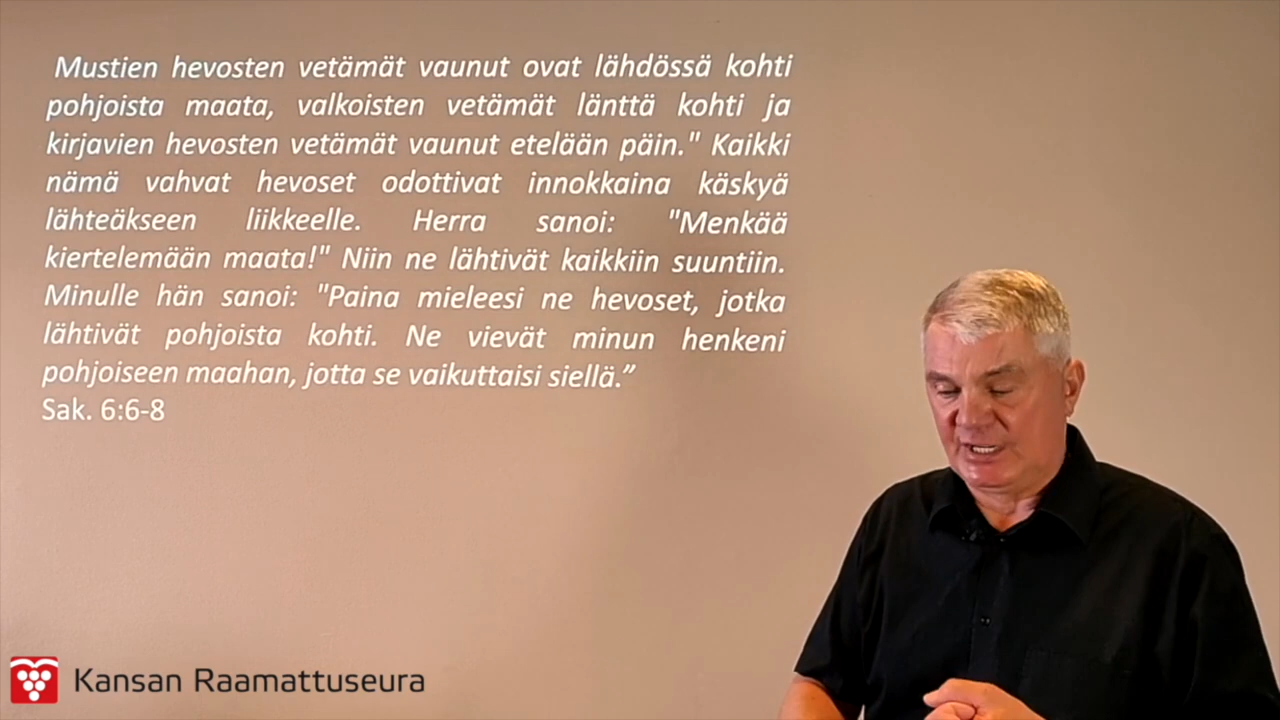 Mustien hevosten vetämät vaunut ovat lähdössä kohti
pohjoista maata, valkoisten vetämät länttä kohti ja
kirjavien hevosten vetämät vaunut etelään päin." Kaikki
nämä vahvat hevoset odottivat innokkaina käskyä
lähteäkseen liikkeelle. Herra sanoi: "Menkää
kiertelemään maata!" Niin ne lähtivät kaikkiin suuntiin.
Minulle hän sanoi: "Paina mieleesi ne hevoset, jotka
lähtivät pohjoista kohti. Ne vievät minun henkeni
pohjoiseen maahan, jotta se vaikuttaisi siellä.”
Sak. 6:6-8
Kansan Raamattuseura